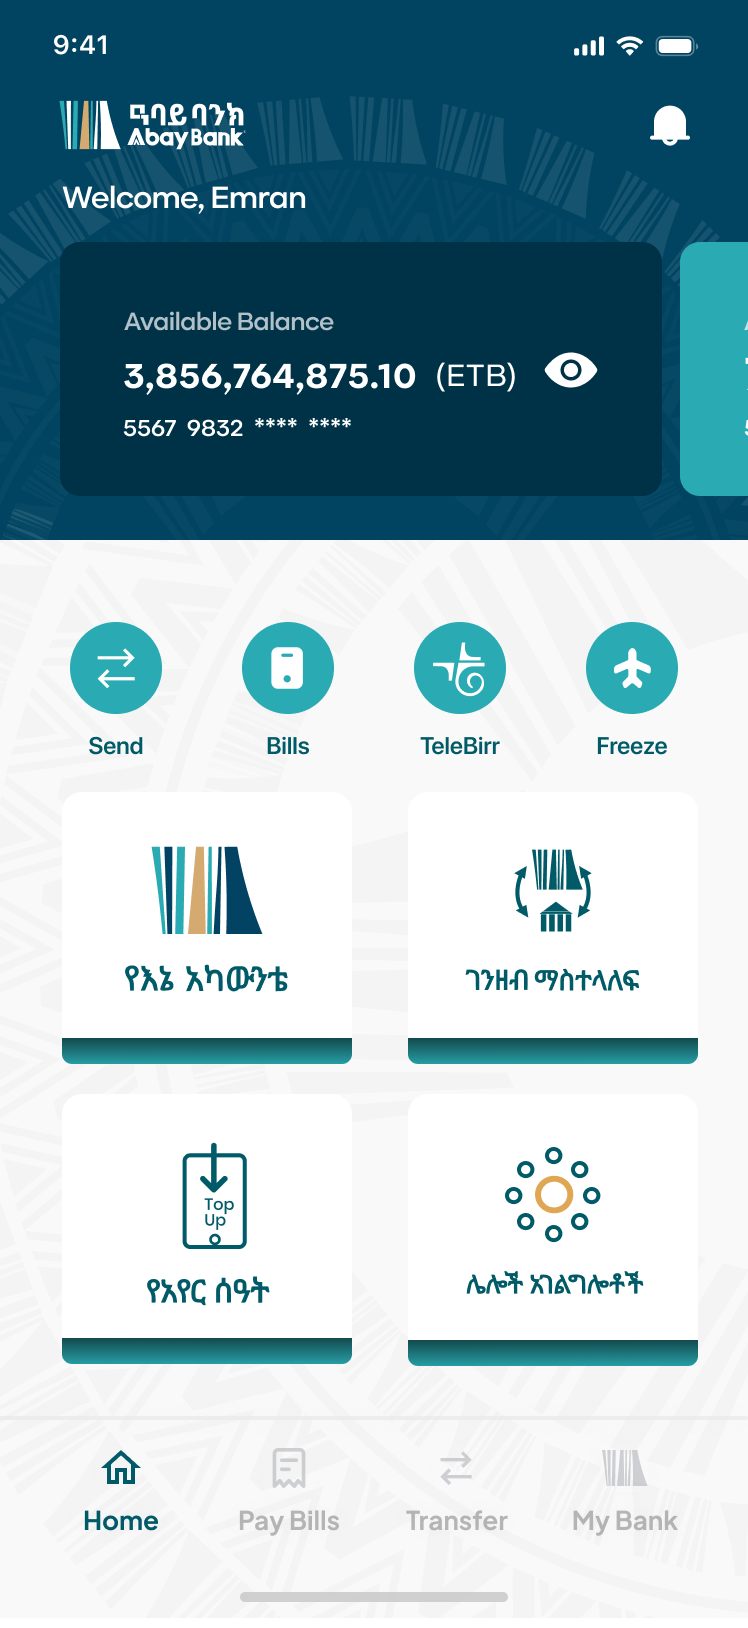 9:41
ዓባይ ባንክ
Abay Bank
Welcome, Emran
Available Balance
3,856,764,875.10 (ETB)
5567 9832 **** ****
Send
Bills
TeleBirr
Freeze
የእኔ አካውንቴ
ገንዘብ ማስተላለፍ
Top
Up
የአየር ሰዓት
ሌሎች አገልግሎቶች
Home
Pay Bills
Transfer
My Bank